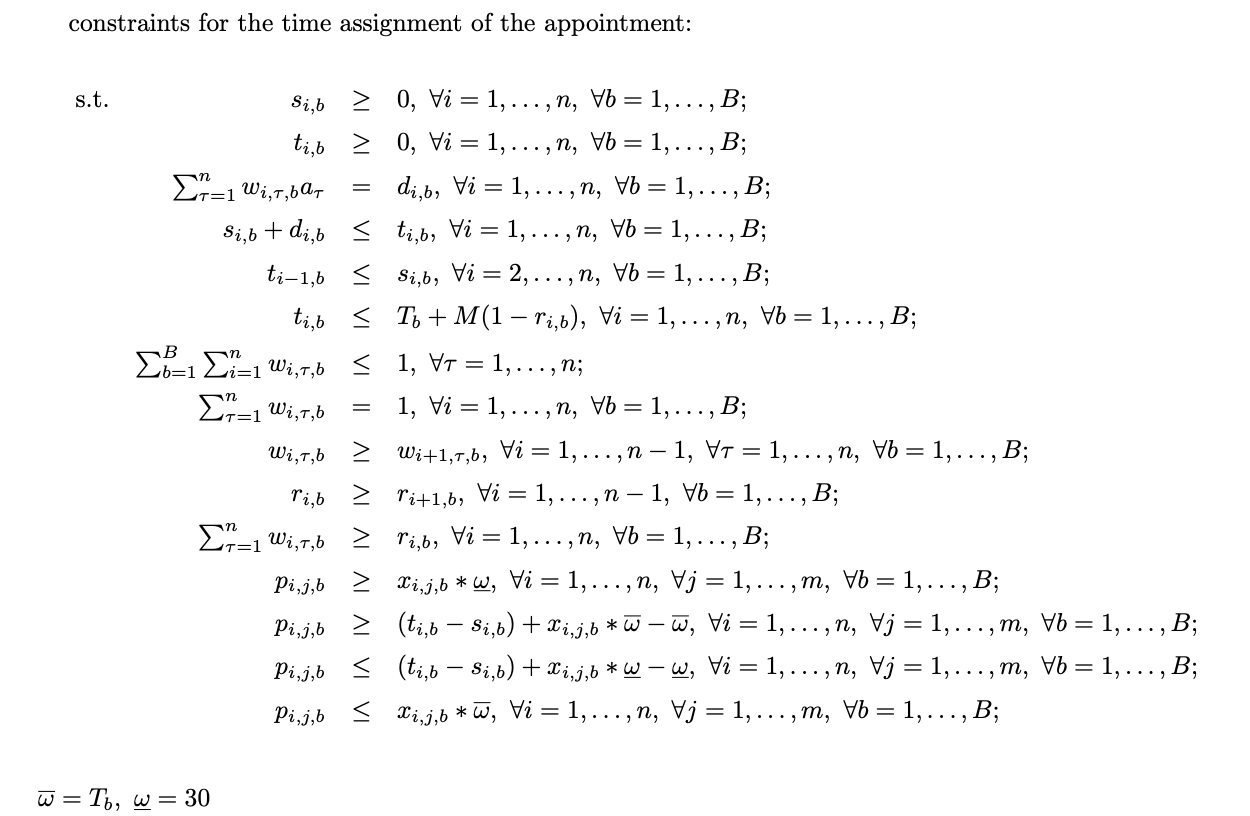 constraints for the time assignment of the appointment:
s.t. s_{i,b} ≥ 0, ∀i = 1, . . . , n, ∀b = 1, . . . , B;
t_{i,b} ≥ 0, ∀i = 1, . . . , n, ∀b = 1, . . . , B;
∑_{τ=1}^{n} w_{i,τ,b}a_τ = d_{i,b}, ∀i = 1, . . . , n, ∀b = 1, . . . , B;
s_{i,b} + d_{i,b} ≤ t_{i,b}, ∀i = 1, . . . , n, ∀b = 1, . . . , B;
t_{i−1,b} ≤ s_{i,b}, ∀i = 2, . . . , n, ∀b = 1, . . . , B;
t_{i,b} ≤ T_b + M(1 − r_{i,b}), ∀i = 1, . . . , n, ∀b = 1, . . . , B;
∑_{b=1}^{B} ∑_{i=1}^{n} w_{i,τ,b} ≤ 1, ∀τ = 1, . . . , n;
∑_{τ=1}^{n} w_{i,τ,b} = 1, ∀i = 1, . . . , n, ∀b = 1, . . . , B;
w_{i,τ,b} ≥ w_{i+1,τ,b}, ∀i = 1, . . . , n − 1, ∀τ = 1, . . . , n, ∀b = 1, . . . , B;
r_{i,b} ≥ r_{i+1,b}, ∀i = 1, . . . , n − 1, ∀b = 1, . . . , B;
∑_{τ=1}^{n} w_{i,τ,b} ≥ r_{i,b}, ∀i = 1, . . . , n, ∀b = 1, . . . , B;
p_{i,j,b} ≥ x_{i,j,b} ∗ ω̲, ∀i = 1, . . . , n, ∀j = 1, . . . , m, ∀b = 1, . . . , B;
p_{i,j,b} ≥ (t_{i,b} − s_{i,b}) + x_{i,j,b} ∗ ω̅ − ω̅, ∀i = 1, . . . , n, ∀j = 1, . . . , m, ∀b = 1, . . . , B;
p_{i,j,b} ≤ (t_{i,b} − s_{i,b}) + x_{i,j,b} ∗ ω̲ − ω̲, ∀i = 1, . . . , n, ∀j = 1, . . . , m, ∀b = 1, . . . , B;
p_{i,j,b} ≤ x_{i,j,b} ∗ ω̅, ∀i = 1, . . . , n, ∀j = 1, . . . , m, ∀b = 1, . . . , B;
ω̅ = T_b, ω̲ = 30